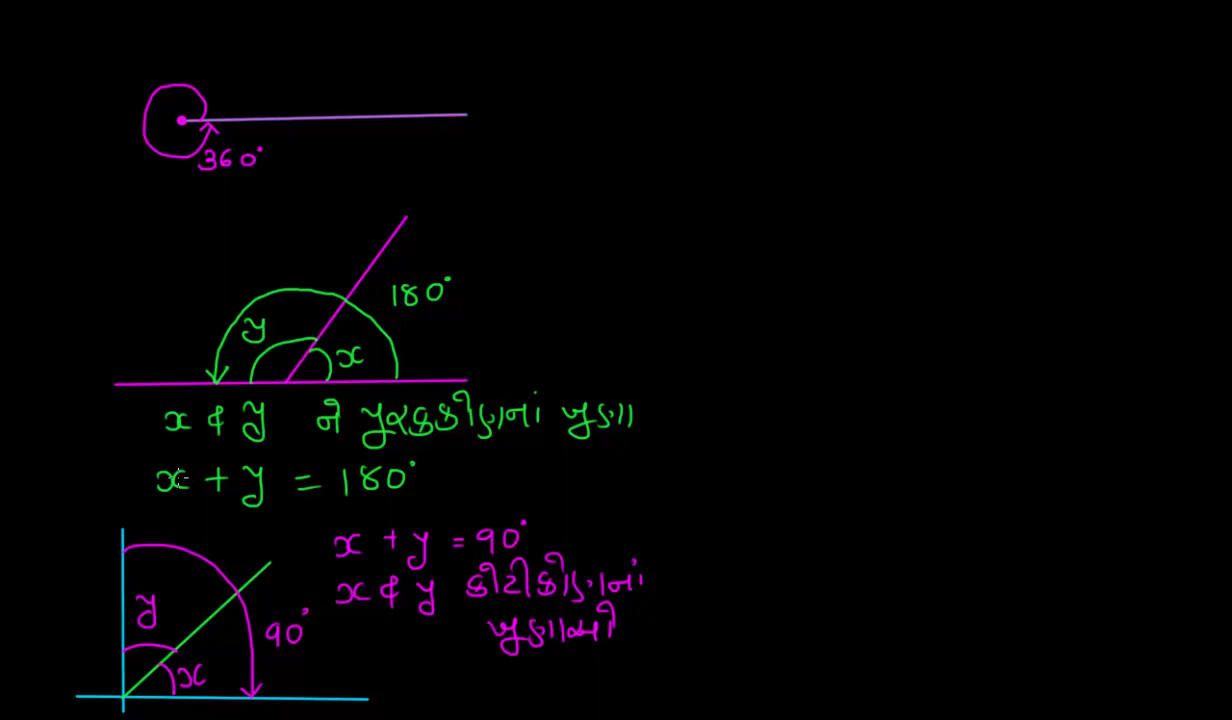 360°
180°
y
x
x & y ને પુરકકોણનાં ખુણા
x + y = 180°
x + y = 90°
x & y કોટીકોણનાં
ખુણાઓ
y
90°
x